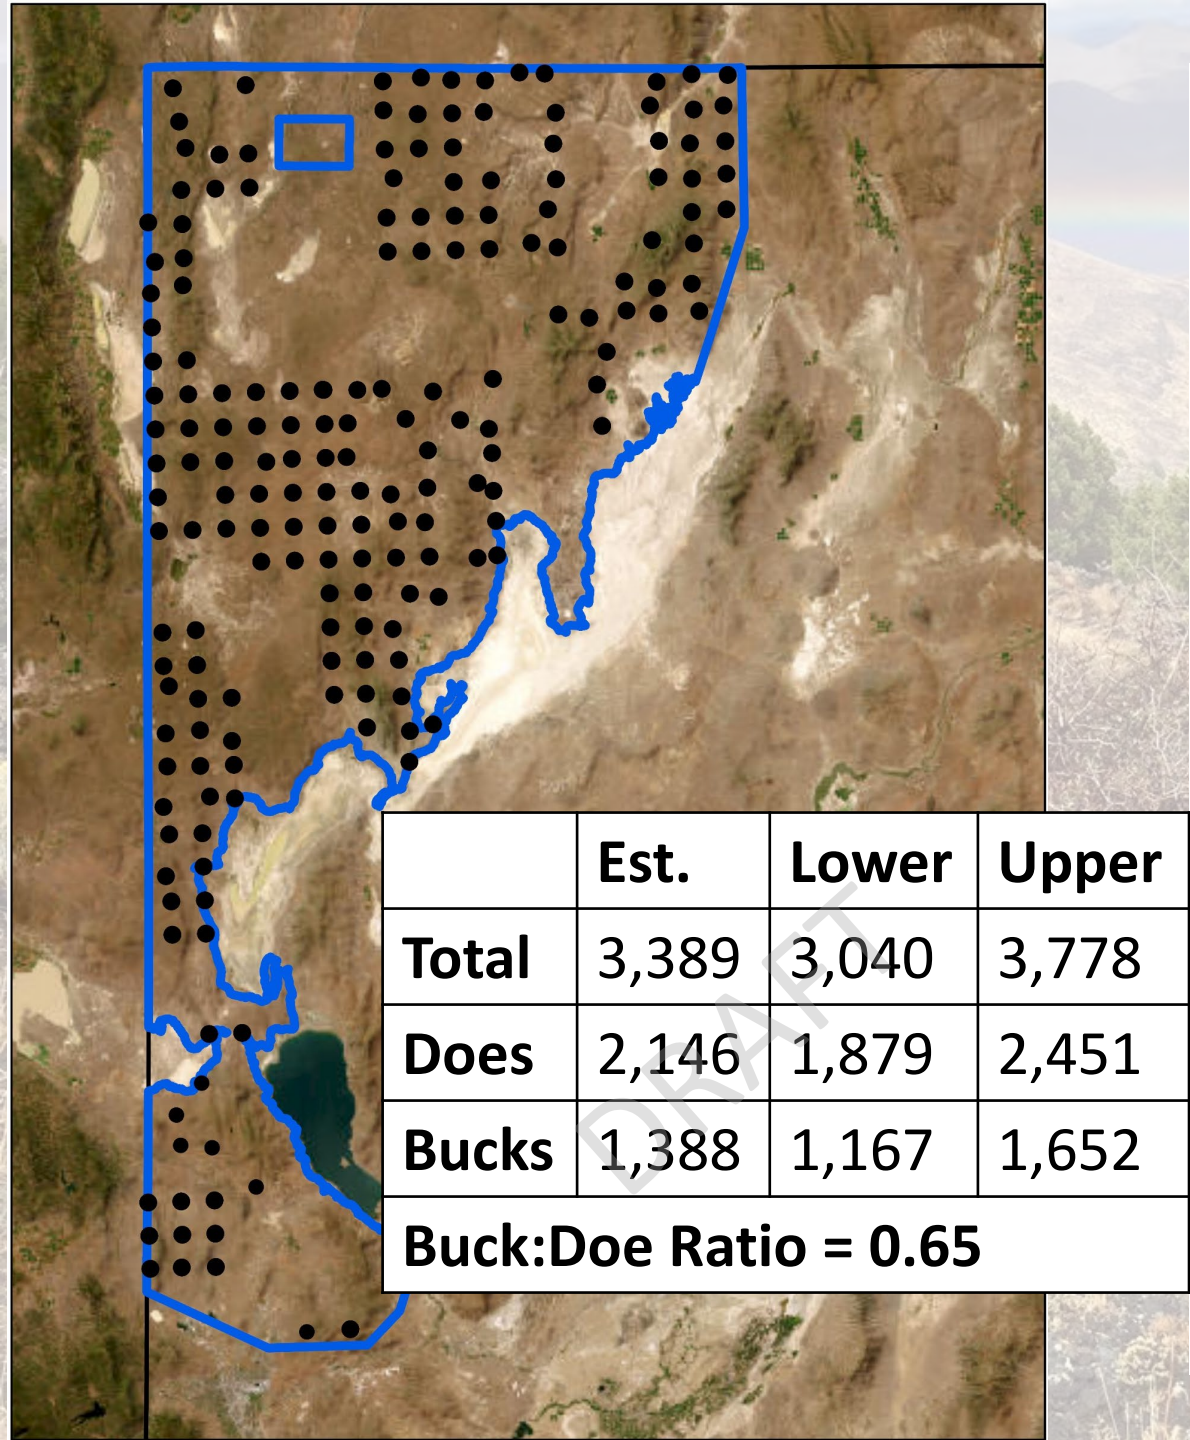 Est. Lower Upper
Total 3,389 3,040 3,778
Does 2,146 1,879 2,451
Bucks 1,388 1,167 1,652
Buck:Doe Ratio = 0.65
DRAFT